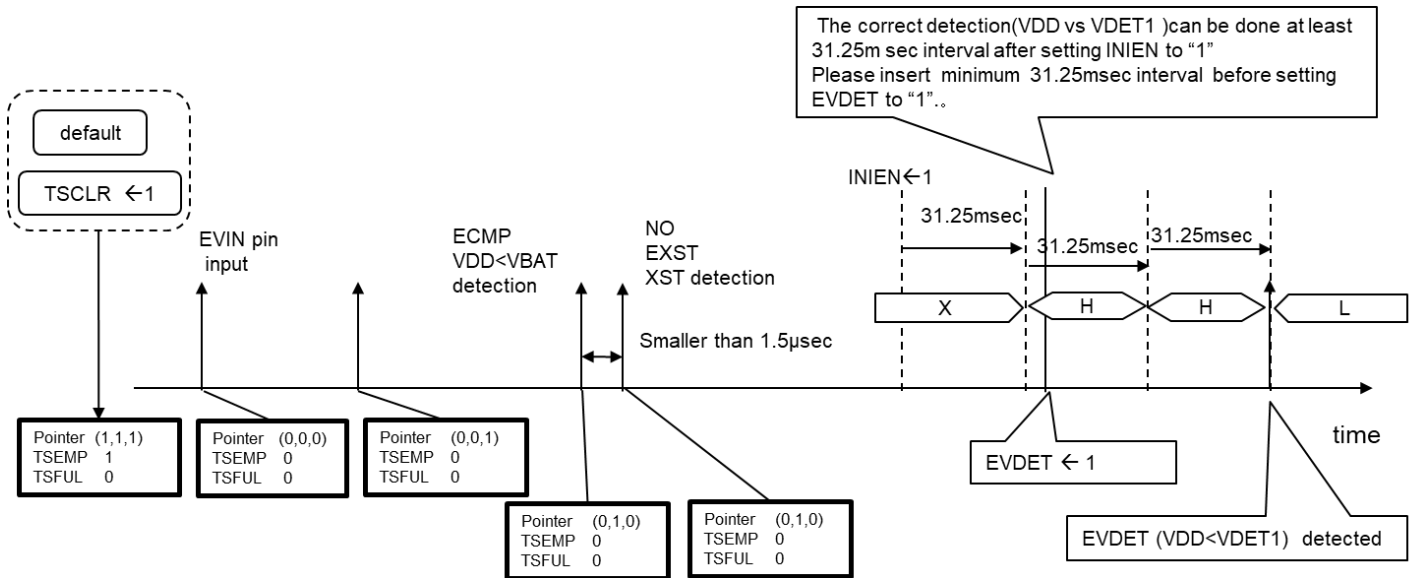 The correct detection(VDD vs VDET1 )can be done at least
31.25m sec interval after setting INIEN to “1”
Please insert minimum 31.25msec interval before setting
EVDET to “1”.。
default
TSCLR ←1
EVIN pin
input
ECMP
VDD<VBAT
detection
NO
EXST
XST detection
Smaller than 1.5μsec
INIEN←1
31.25msec
31.25msec
31.25msec
X
H
H
L
Pointer (1,1,1)
TSEMP 1
TSFUL 0
Pointer (0,0,0)
TSEMP 0
TSFUL 0
Pointer (0,0,1)
TSEMP 0
TSFUL 0
Pointer (0,1,0)
TSEMP 0
TSFUL 0
Pointer (0,1,0)
TSEMP 0
TSFUL 0
time
EVDET ← 1
EVDET (VDD<VDET1) detected